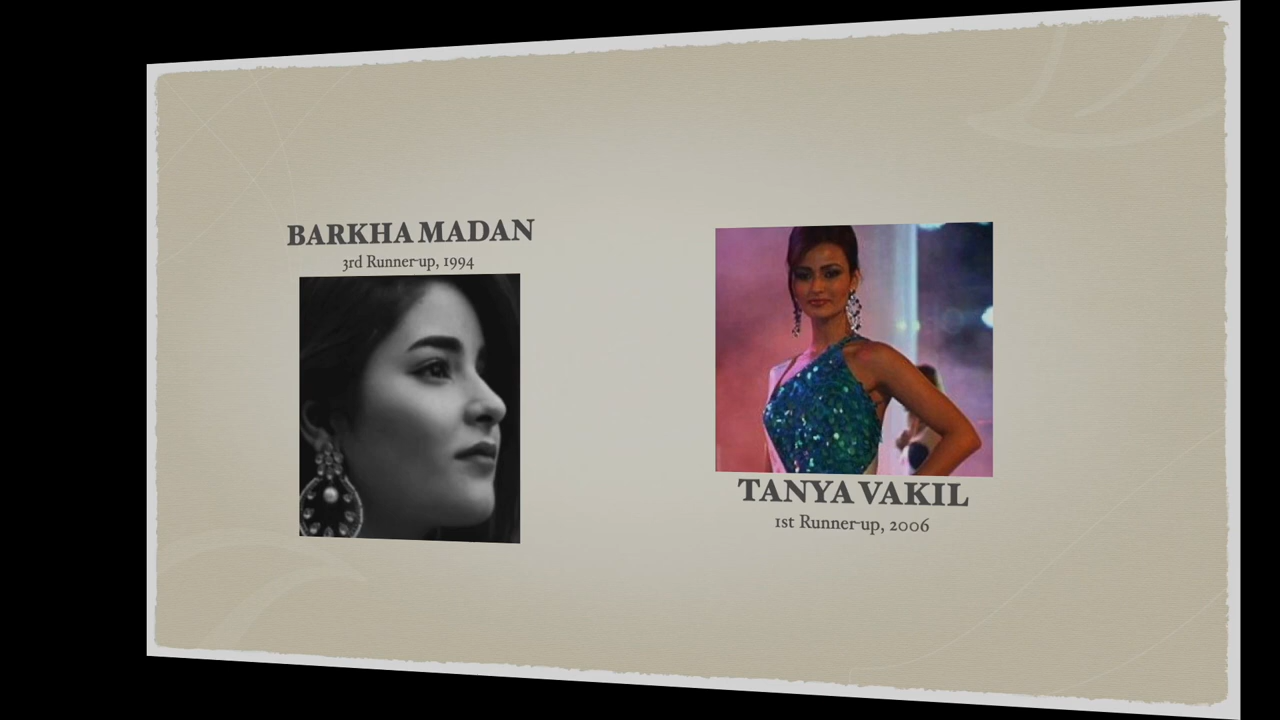 BARKHA MADAN
3rd Runner-up, 1994
TANYA VAKIL
1st Runner-up, 2006